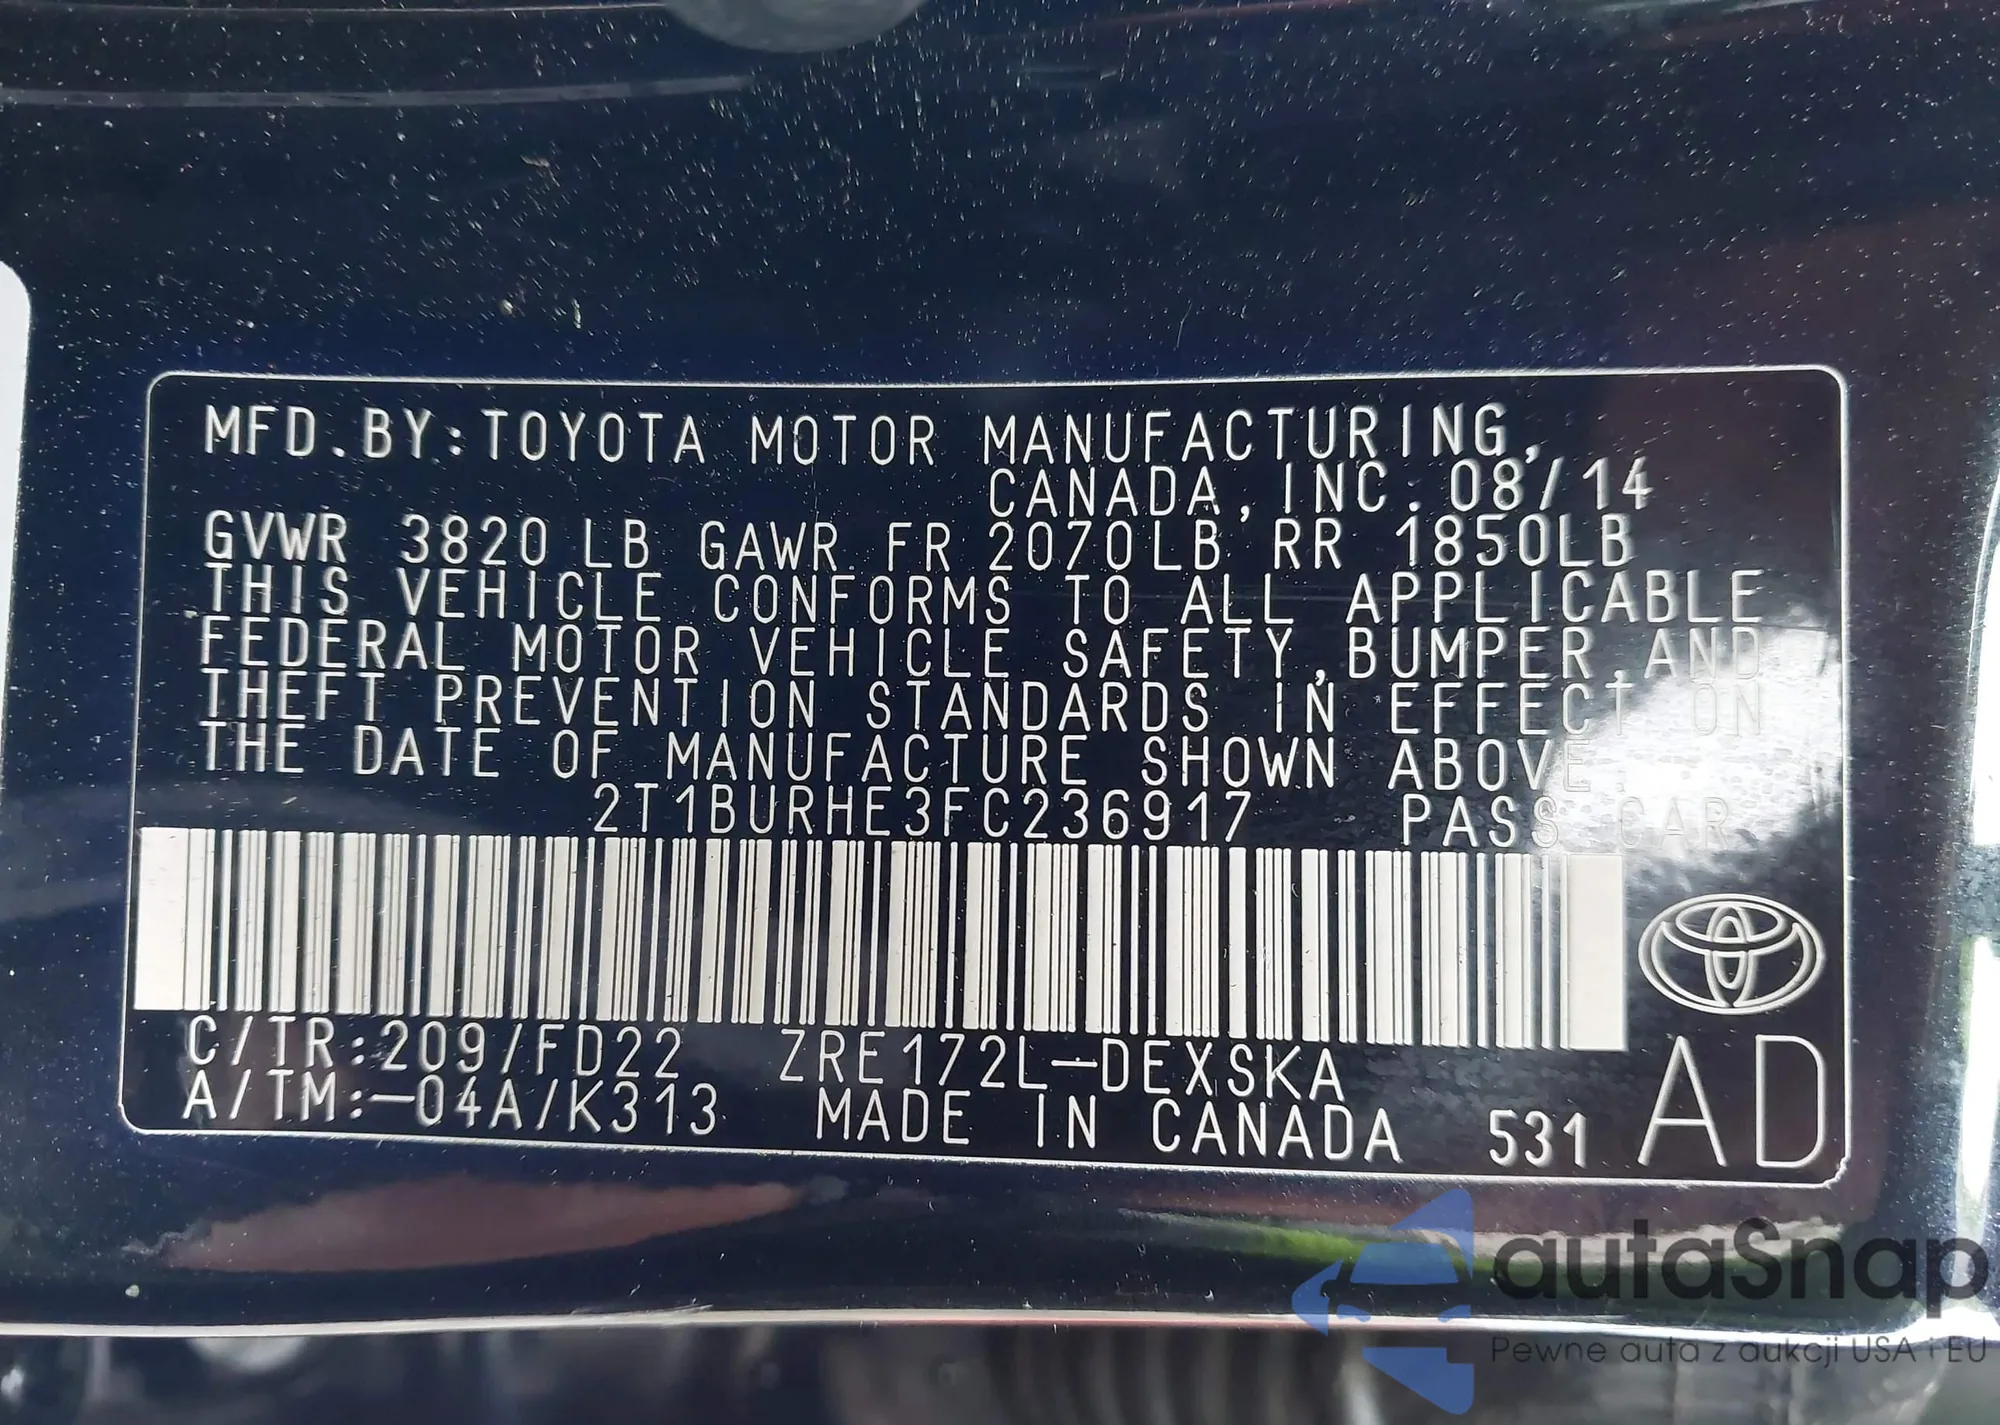 MFD.BY:TOYOTA MOTOR MANUFACTURING,
CANADA,INC. 08/14
GVWR 3820LB GAWR FR 2070LB RR 1850LB
THIS VEHICLE CONFORMS TO ALL APPLICABLE
FEDERAL MOTOR VEHICLE SAFETY,BUMPER,AND
THEFT PREVENTION STANDARDS IN EFFECT ON
THE DATE OF MANUFACTURE SHOWN ABOVE.
2T1BURHE3FC236917 PASS CAR
C/TR:209/FD22 ZRE172L-DEXSKA
A/TM:-04A/K313 MADE IN CANADA 531 AD
autaSnap
Pewne auta z aukcji USA i EU